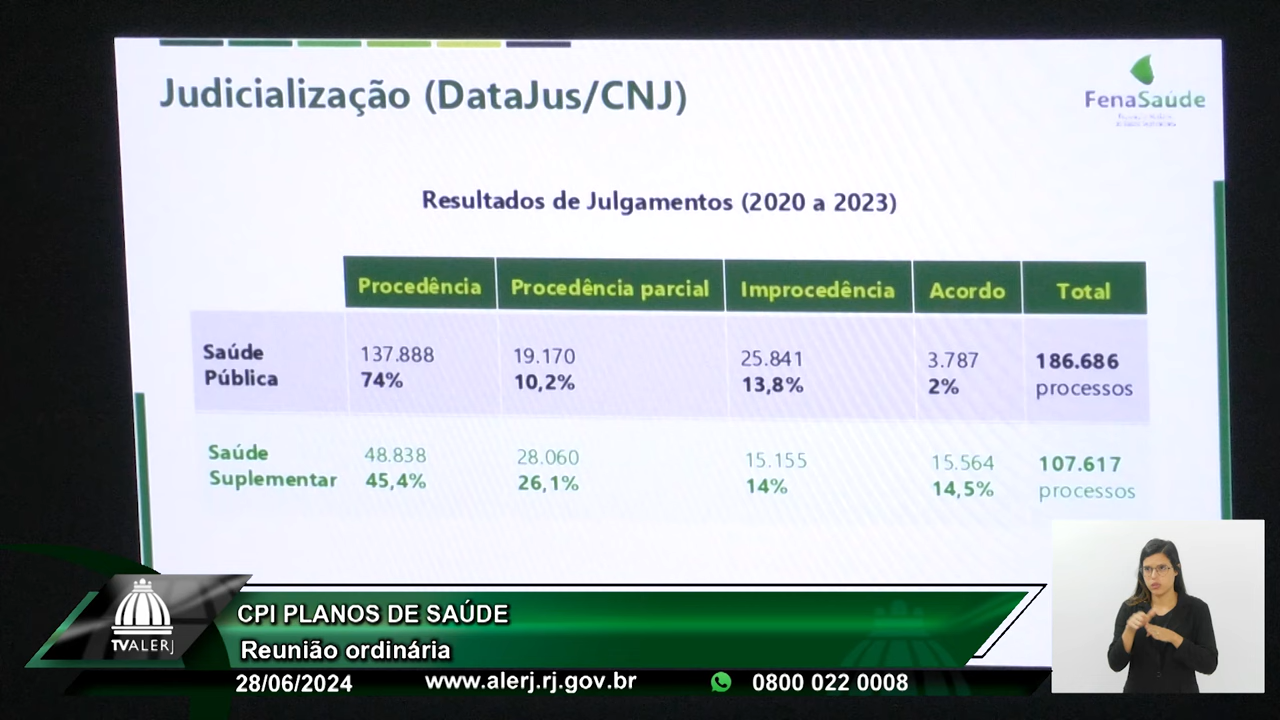 Judicialização (DataJus/CNJ)
FenaSaúde
Resultados de Julgamentos (2020 a 2023)
Procedência Procedência parcial Improcedência Acordo Total
Saúde Pública 137.888 74% 19.170 10,2% 25.841 13,8% 3.787 2% 186.686 processos
Saúde Suplementar 48.838 45,4% 28.060 26,1% 15.155 14% 15.564 14,5% 107.617 processos
CPI PLANOS DE SAÚDE
TVALERJ
Reunião ordinária
28/06/2024 www.alerj.rj.gov.br 0800 022 0008